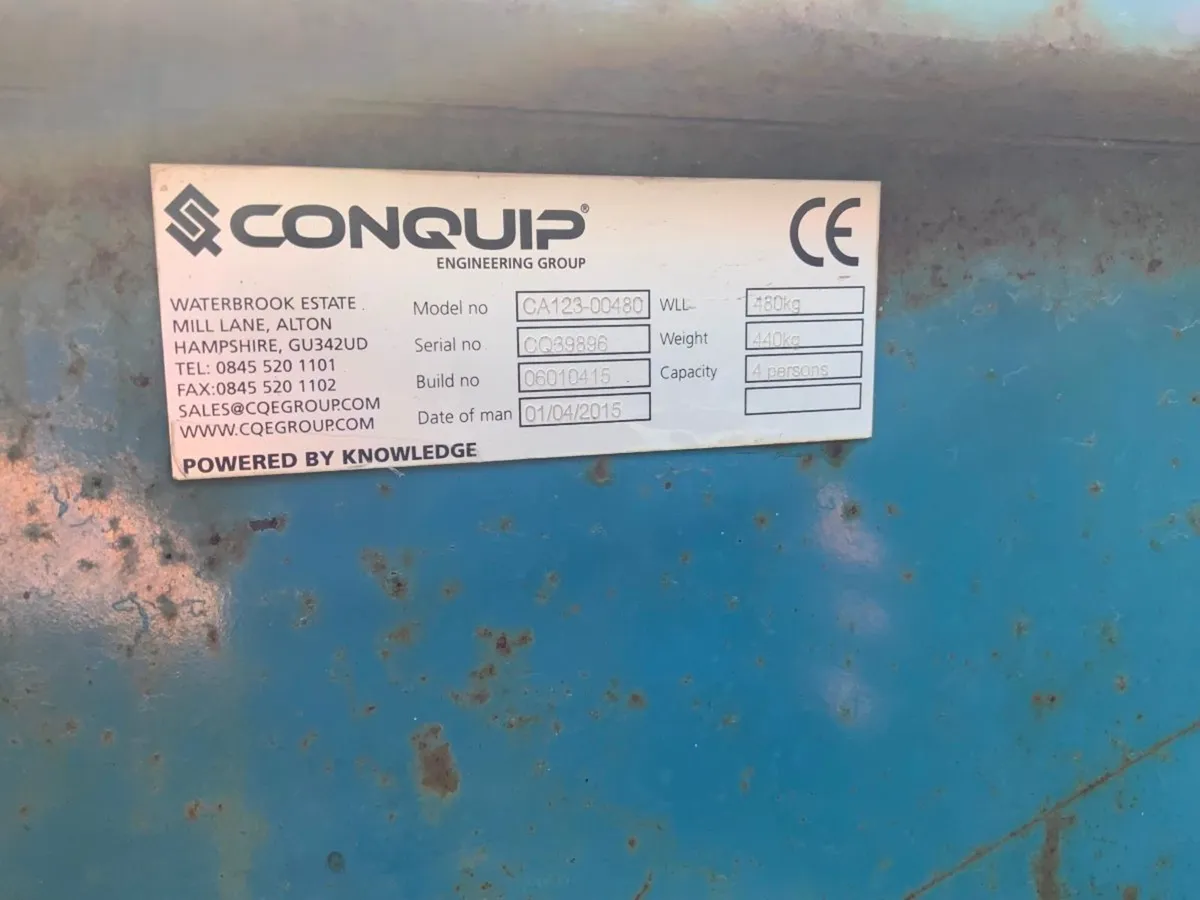 CONQUIP®
ENGINEERING GROUP
CE
WATERBROOK ESTATE
MILL LANE, ALTON
HAMPSHIRE, GU342UD
TEL: 0845 520 1101
FAX:0845 520 1102
SALES@CQEGROUP.COM
WWW.CQEGROUP.COM
POWERED BY KNOWLEDGE
Model no CA123-00480
Serial no CQ39896
Build no 06010415
Date of man 01/04/2015
WLL 480kg
Weight 440kg
Capacity 4 persons